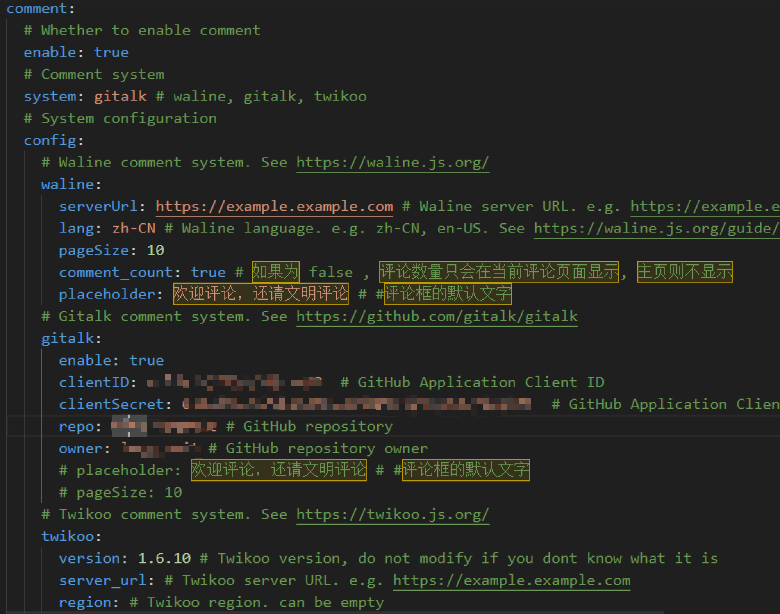 comment:
# Whether to enable comment
enable: true
# Comment system
system: gitalk # waline, gitalk, twikoo
# System configuration
config:
# Waline comment system. See https://waline.js.org/
waline:
serverUrl: https://example.example.com # Waline server URL. e.g. https://example.e
lang: zh-CN # Waline language. e.g. zh-CN, en-US. See https://waline.js.org/guide/
pageSize: 10
comment_count: true # 如果为 false , 评论数量只会在当前评论页面显示, 主页则不显示
placeholder: 欢迎评论，还请文明评论 # #评论框的默认文字
# Gitalk comment system. See https://github.com/gitalk/gitalk
gitalk:
enable: true
clientID: # GitHub Application Client ID
clientSecret: # GitHub Application Clien
repo: # GitHub repository
owner: # GitHub repository owner
# placeholder: 欢迎评论，还请文明评论 # #评论框的默认文字
# pageSize: 10
# Twikoo comment system. See https://twikoo.js.org/
twikoo:
version: 1.6.10 # Twikoo version, do not modify if you dont know what it is
server_url: # Twikoo server URL. e.g. https://example.example.com
region: # Twikoo region. can be empty